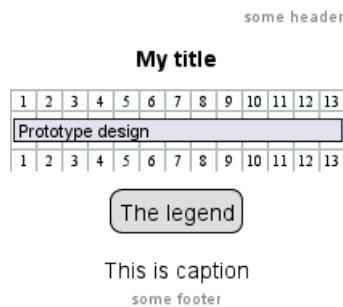 some header
My title
1 2 3 4 5 6 7 8 9 10 11 12 13
Prototype design
1 2 3 4 5 6 7 8 9 10 11 12 13
The legend
This is caption
some footer